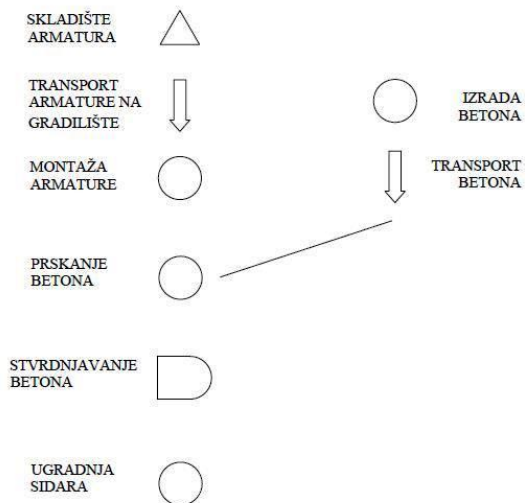 SKLADIŠTE
ARMATURA
TRANSPORT
ARMATURE NA
GRADILIŠTE
MONTAŽA
ARMATURE
PRSKANJE
BETONA
STVRDNJAVANJE
BETONA
UGRADNJA
SIDARA
IZRADA
BETONA
TRANSPORT
BETONA